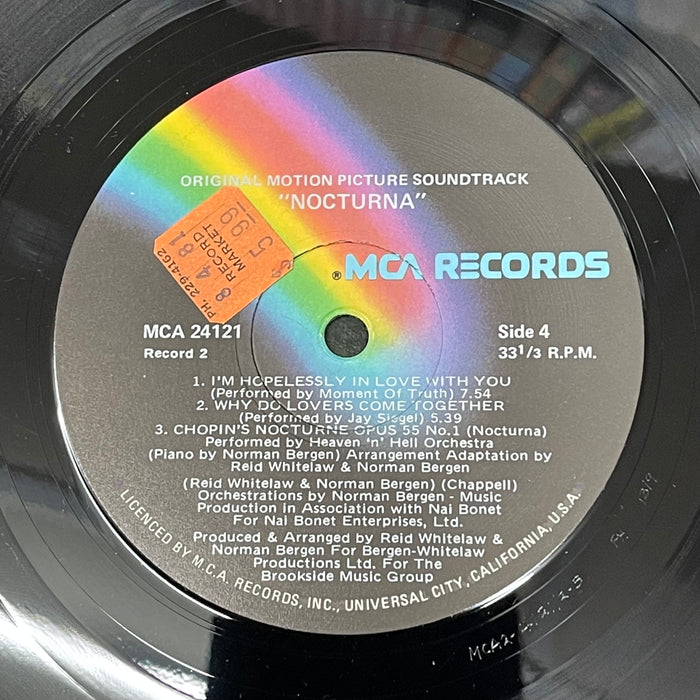 ORIGINAL MOTION PICTURE SOUNDTRACK
"NOCTURNA"
5.99
RECORD
MARKET
8 4 81
PH. 229-4162
® MCA RECORDS
MCA 24121
Record 2
Side 4
33 1/3 R.P.M.
1. I'M HOPELESSLY IN LOVE WITH YOU
(Performed by Moment Of Truth) 7.54
2. WHY DO LOVERS COME TOGETHER
(Performed by Jay Siegel) 5.39
3. CHOPIN'S NOCTURNE OPUS 55 No.1 (Nocturna)
Performed by Heaven 'n' Hell Orchestra
(Piano by Norman Bergen) Arrangement Adaptation by
Reid Whitelaw & Norman Bergen
(Reid Whitelaw & Norman Bergen) (Chappell)
Orchestrations by Norman Bergen - Music
Production in Association with Nai Bonet
For Nai Bonet Enterprises, Ltd.
Produced & Arranged by Reid Whitelaw &
Norman Bergen For Bergen-Whitelaw
Productions Ltd. For The
Brookside Music Group
LICENCED BY M.C.A. RECORDS, INC., UNIVERSAL CITY, CALIFORNIA, U.S.A.